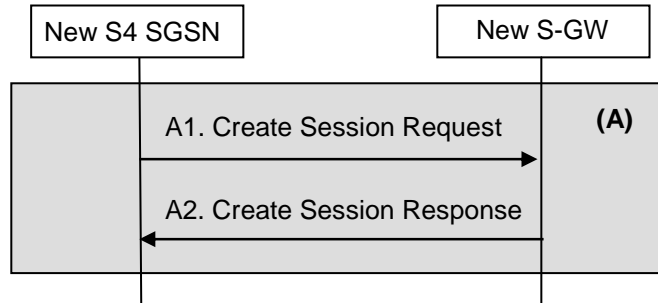 New S4 SGSN
New S-GW
(A)
A1. Create Session Request
A2. Create Session Response